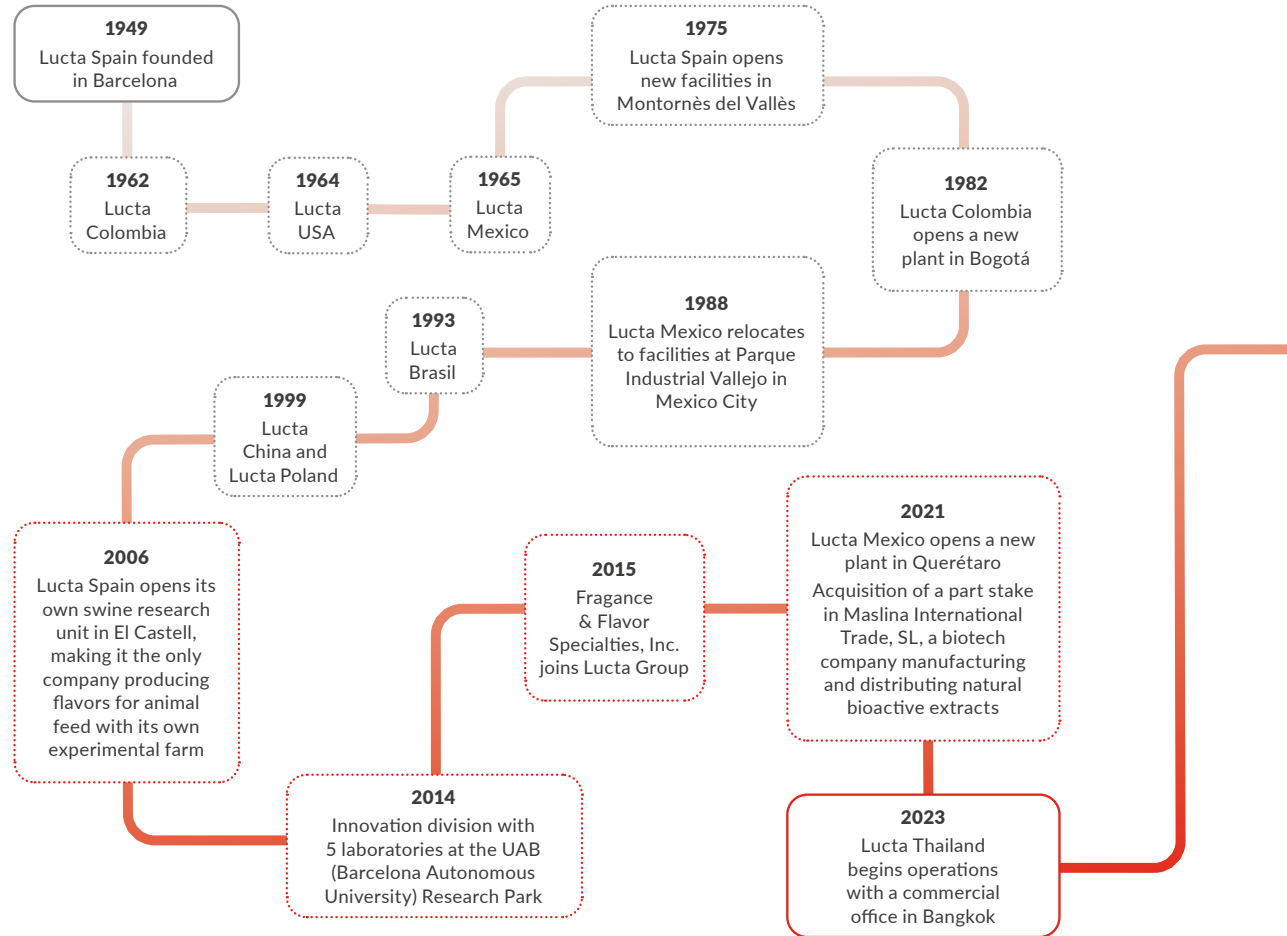 1949
Lucta Spain founded
in Barcelona
1962
Lucta
Colombia
1964
Lucta
USA
1965
Lucta
Mexico
1975
Lucta Spain opens
new facilities in
Montornès del Vallès
1982
Lucta Colombia
opens a new
plant in Bogotá
1988
Lucta Mexico relocates
to facilities at Parque
Industrial Vallejo in
Mexico City
1993
Lucta
Brasil
1999
Lucta
China and
Lucta Poland
2006
Lucta Spain opens its
own swine research
unit in El Castell,
making it the only
company producing
flavors for animal
feed with its own
experimental farm
2014
Innovation division with
5 laboratories at the UAB
(Barcelona Autonomous
University) Research Park
2015
Fragance
& Flavor
Specialties, Inc.
joins Lucta Group
2021
Lucta Mexico opens a new
plant in Querétaro
Acquisition of a part stake
in Maslina International
Trade, SL, a biotech
company manufacturing
and distributing natural
bioactive extracts
2023
Lucta Thailand
begins operations
with a commercial
office in Bangkok